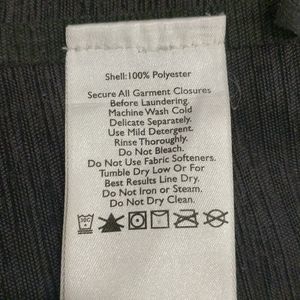 Shell:100% Polyester
Secure All Garment Closures
Before Laundering.
Machine Wash Cold
Delicate Separately.
Use Mild Detergent.
Rinse Thoroughly.
Do Not Bleach.
Do Not Use Fabric Softeners.
Tumble Dry Low Or For
Best Results Line Dry.
Do Not Iron or Steam.
Do Not Dry Clean.